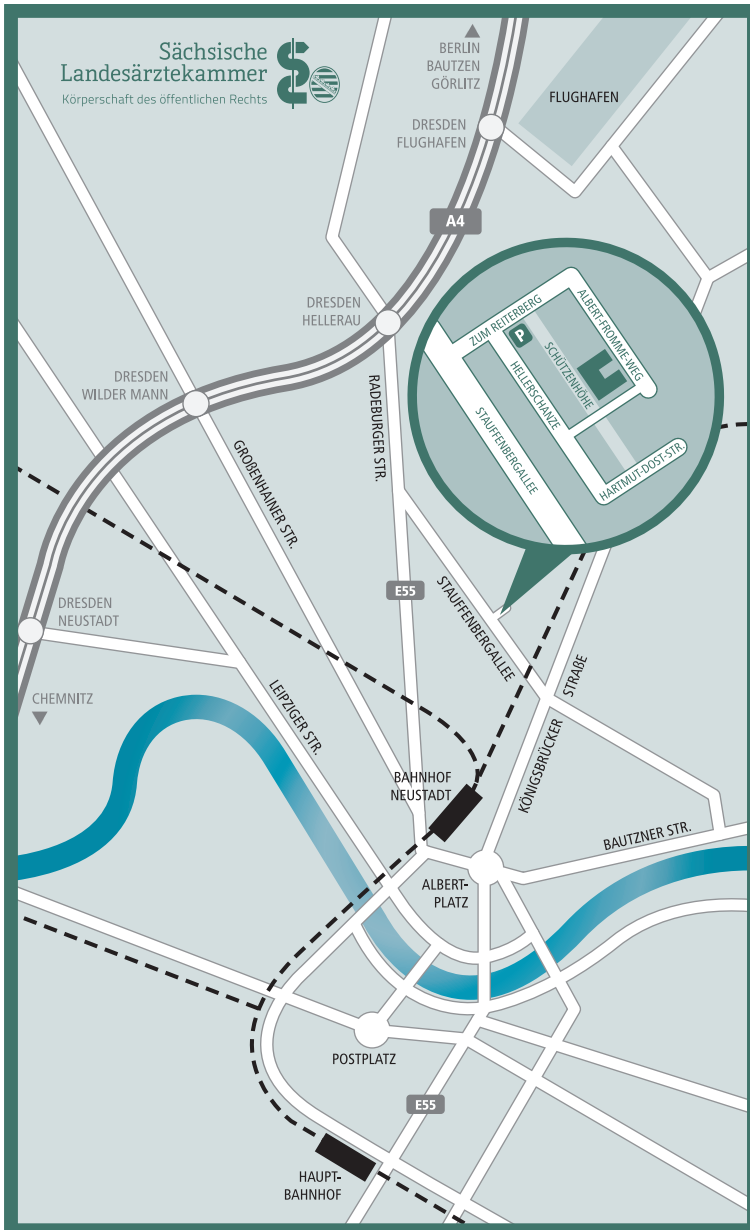 Sächsische
Landesärztekammer
Körperschaft des öffentlichen Rechts
BERLIN
BAUTZEN
GÖRLITZ
FLUGHAFEN
DRESDEN
FLUGHAFEN
A4
DRESDEN
HELLERAU
ZUM REITERBERG
ALBERT-FROMME-WEG
P
SCHÜTZENHÖHE
HELLERSCHANZE
STAUFFENBERGALLEE
HARTMUT-DOST-STR.
DRESDEN
WILDER MANN
RADEBURGER STR.
GROßENHAINER STR.
E55
STAUFFENBERGALLEE
DRESDEN
NEUSTADT
CHEMNITZ
LEIPZIGER STR.
KÖNIGSBRÜCKER STRAßE
BAHNHOF
NEUSTADT
BAUTZNER STR.
ALBERT-
PLATZ
POSTPLATZ
E55
HAUPT-
BAHNHOF